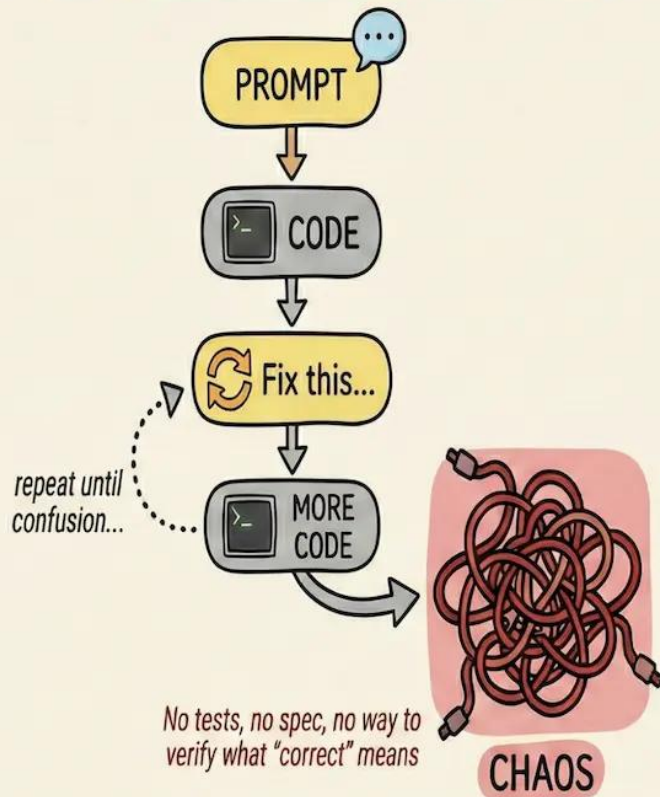 PROMPT
>_ CODE
Fix this...
repeat until
confusion...
>_ MORE
CODE
No tests, no spec, no way to
verify what “correct” means
CHAOS